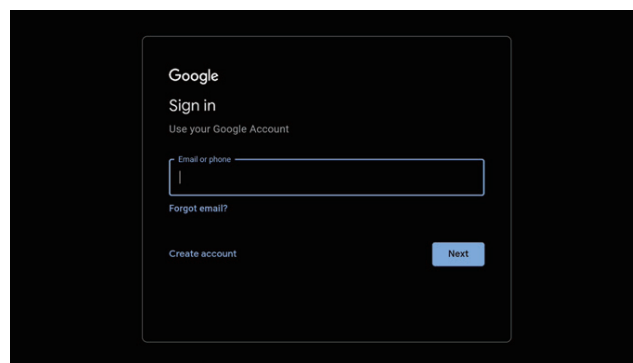 Google
Sign in
Use your Google Account
Email or phone
Forgot email?
Create account
Next